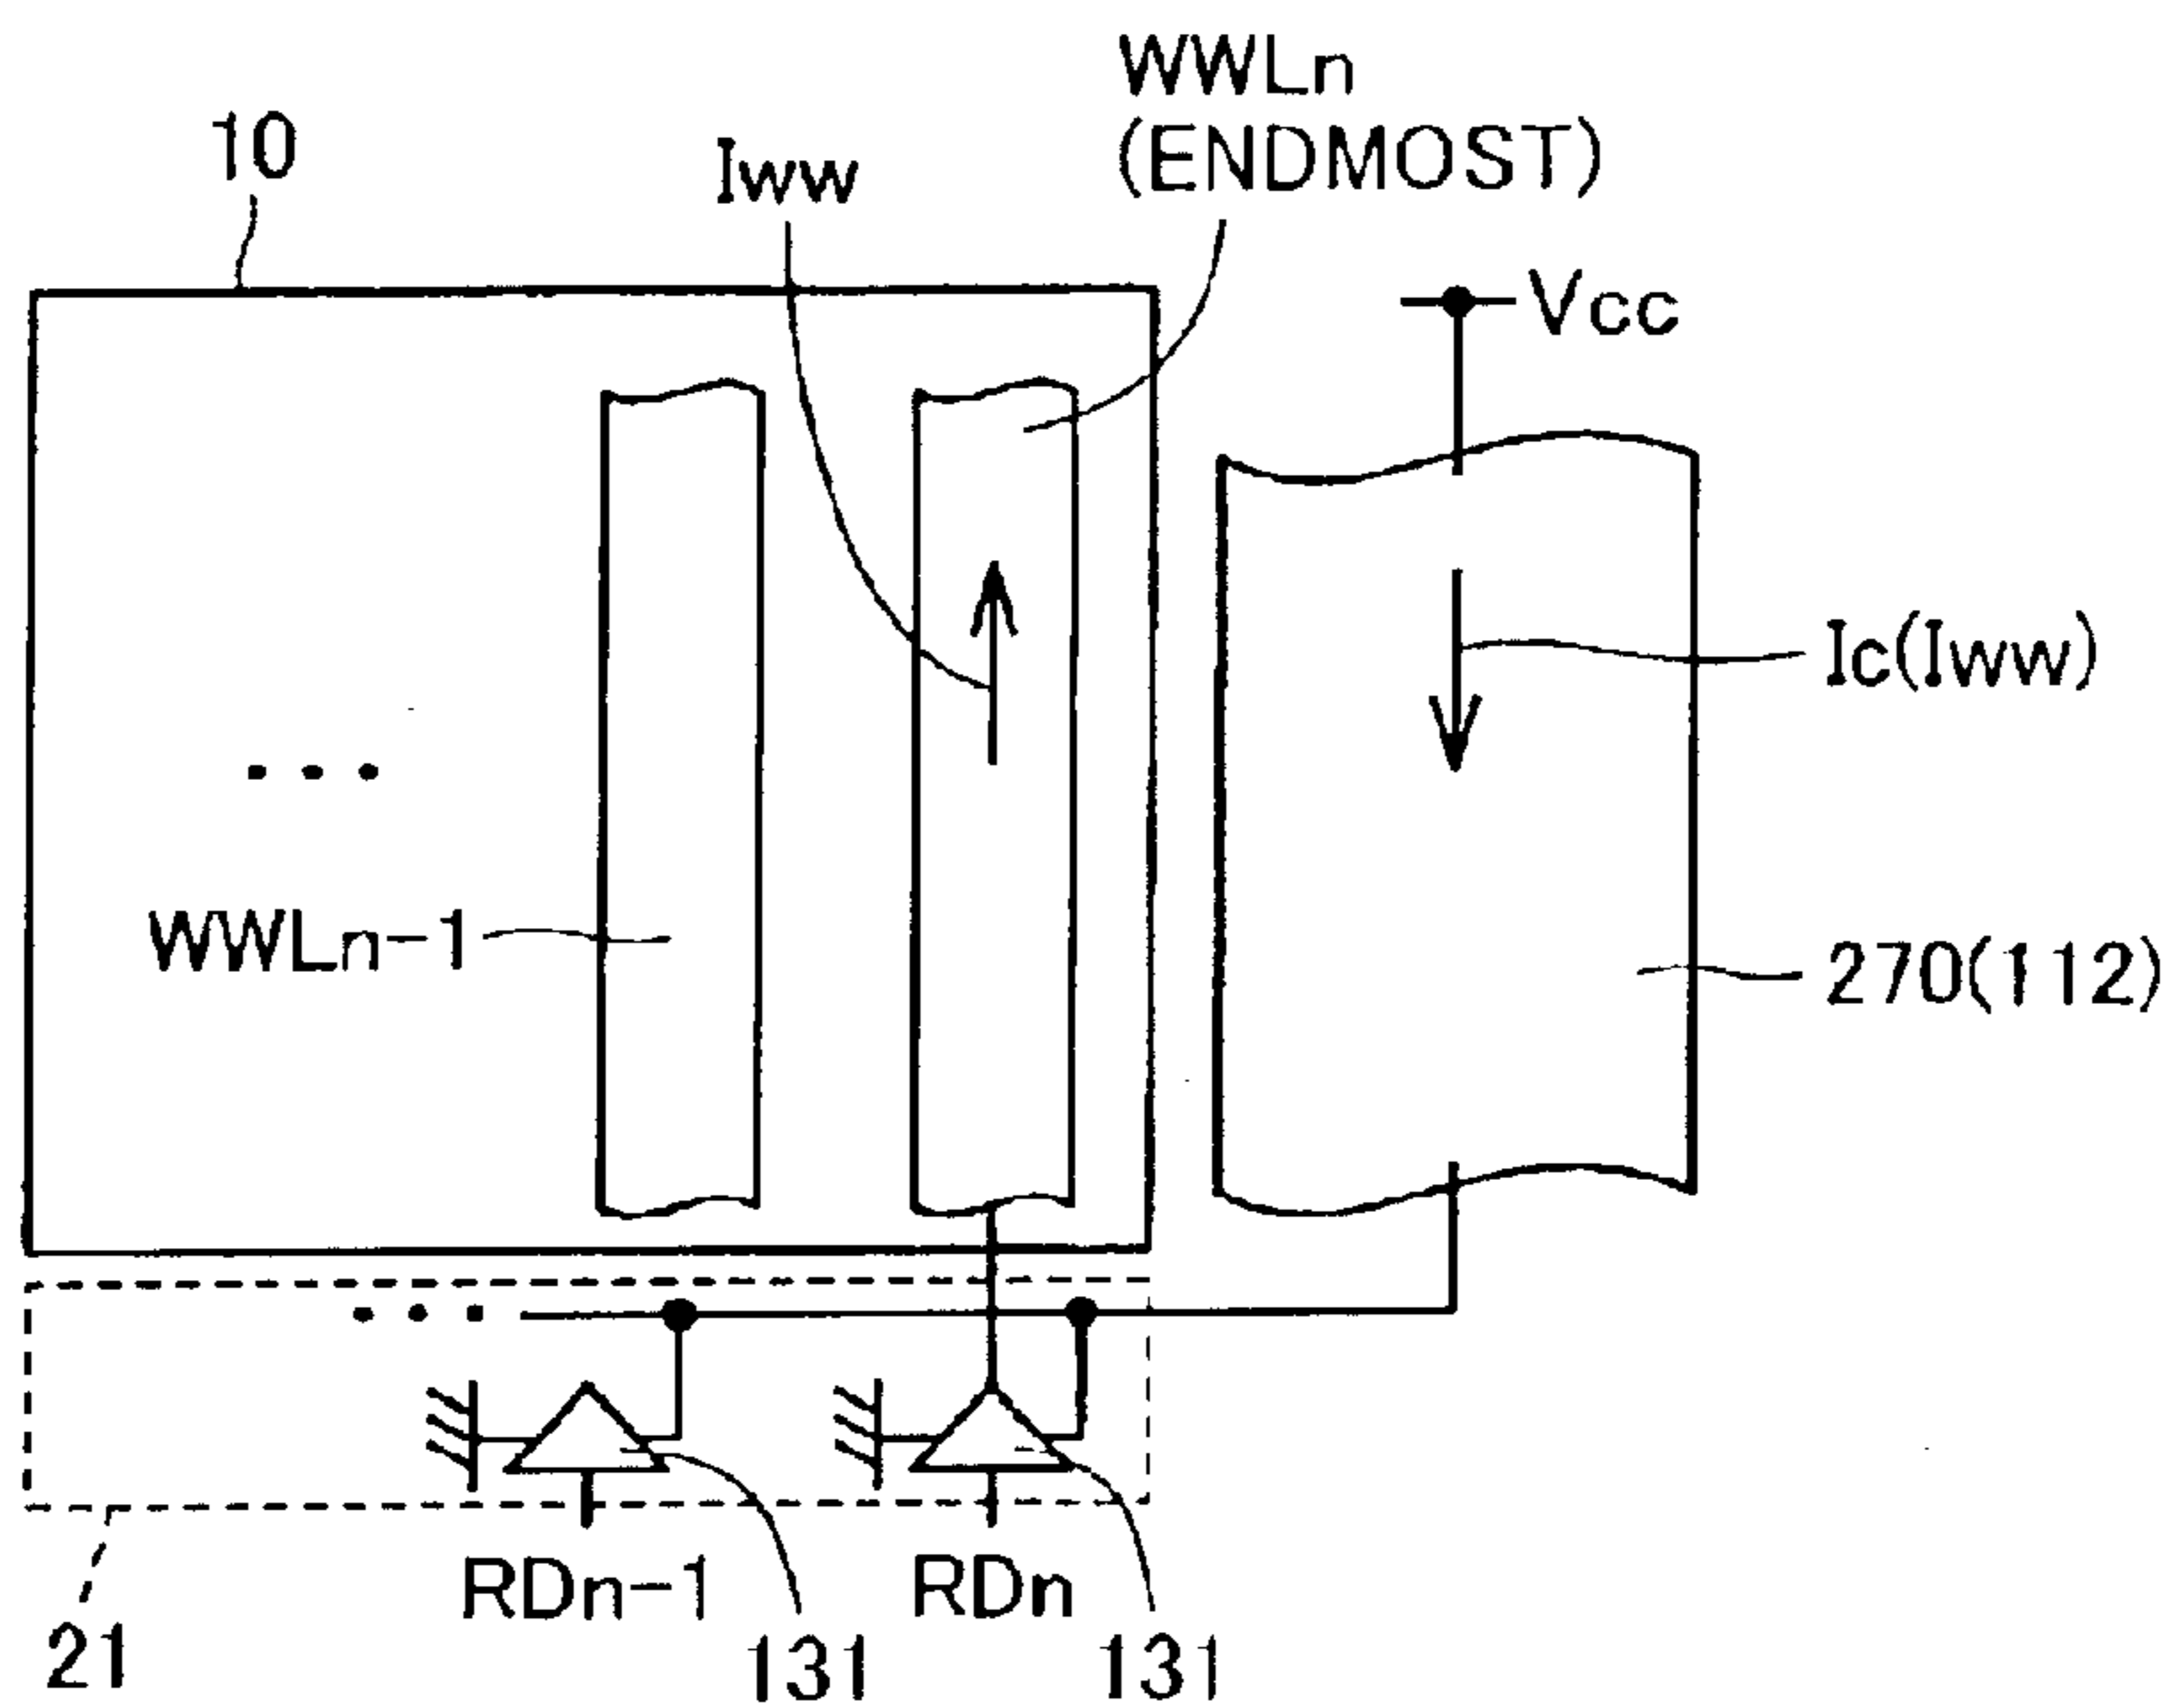 WWLn
(ENDMOST)
10
Iww
Vcc
Ic(Iww)
WWLn-1
270(112)
RDn-1
RDn
21
131
131